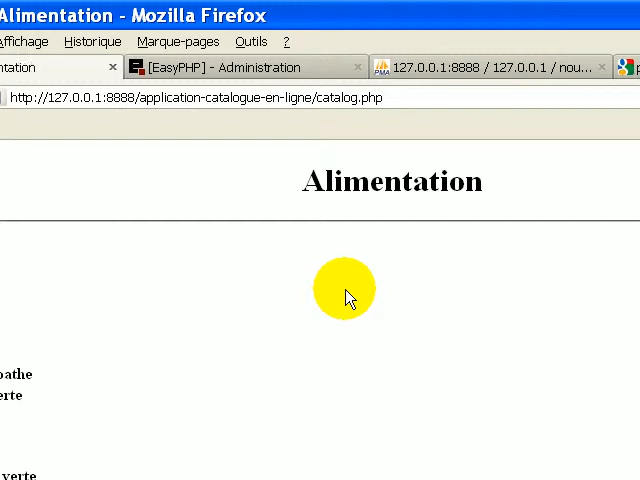 Alimentation - Mozilla Firefox
Affichage Historique Marque-pages Outils ?
ntation × [EasyPHP] - Administration × PMA 127.0.0.1:8888 / 127.0.0.1 / nou... × p
http://127.0.0.1:8888/application-catalogue-en-ligne/catalog.php
Alimentation
pathe
erte
verte